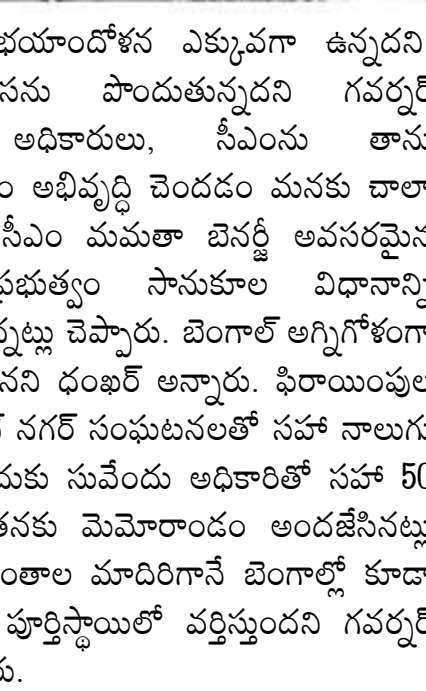 భయాందోళన ఎక్కువగా ఉన్నదని
సను పొందుతున్నదని గవర్నర్
అధికారులు, సీఎంను తాను
ం అభివృద్ధి చెందడం మనకు చాలా
సీఎం మమతా బెనర్జీ అవసరమైన
ప్రభుత్వం సానుకూల విధానాన్ని
న్నట్లు చెప్పారు. బెంగాల్ అగ్నిగోళంగా
నని ధంఖర్ అన్నారు. ఫిరాయింపుల
్ నగర్ సంఘటనలతో సహా నాలుగు
దుకు సువేందు అధికారితో సహా 50
తనకు మెమోరాండం అందజేసినట్లు
ంతాల మాదిరిగానే బెంగాల్లో కూడా
పూర్తిస్థాయిలో వర్తిస్తుందని గవర్నర్
రు.